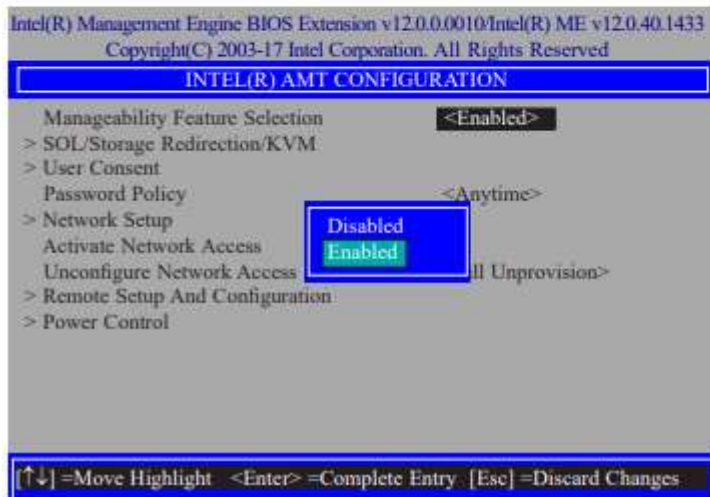 Intel(R) Management Engine BIOS Extension v12.0.0.0010/Intel(R) ME v12.0.40.1433
Copyright(C) 2003-17 Intel Corporation. All Rights Reserved
INTEL(R) AMT CONFIGURATION
Manageability Feature Selection <Enabled>
> SOL/Storage Redirection/KVM
> User Consent
Password Policy <Anytime>
> Network Setup
Disabled
Activate Network Access
Enabled
Unconfigure Network Access ll Unprovision>
> Remote Setup And Configuration
> Power Control
[↑↓] =Move Highlight <Enter> =Complete Entry [Esc] =Discard Changes